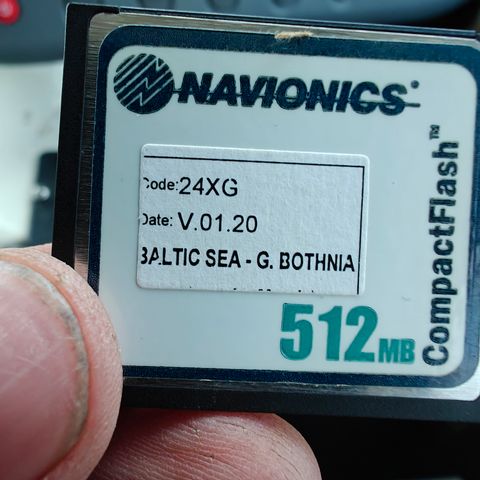 NAVIONICS
Code:24XG
Date: V.01.20
BALTIC SEA - G. BOTHNIA
512MB
CompactFlash™